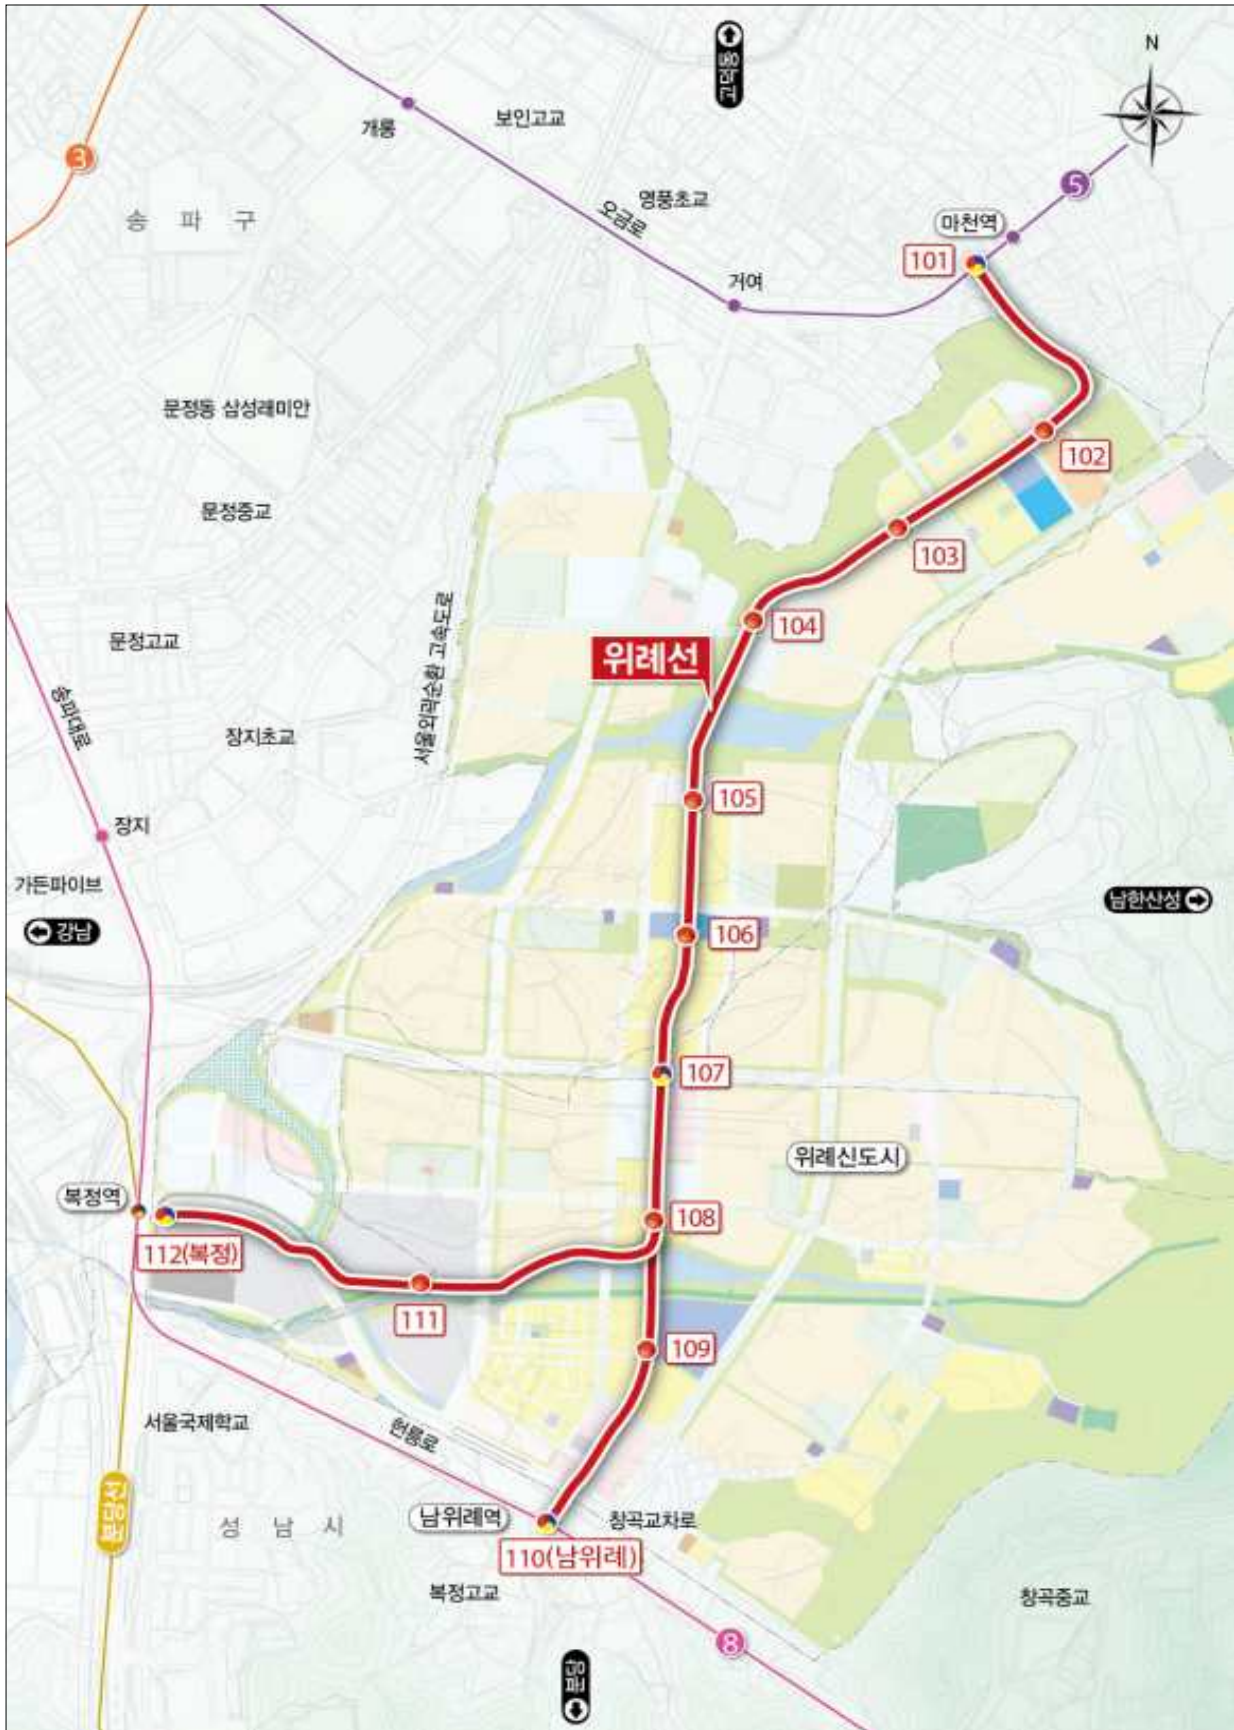 N
고덕동
개롱
보인고교
3
5
송 파 구
영풍초교
오금로
마천역
101
거여
문정동 삼성래미안
102
문정중교
103
104
문정고교
위례선
서울외곽순환 고속도로
송파대로
장지초교
105
장지
가든파이브
남한산성
강남
106
107
위례신도시
복정역
108
112(복정)
111
109
서울국제학교
헌릉로
분당선
남위례역
창곡교차로
성 남 시
110(남위례)
복정고교
창곡중교
8
분당